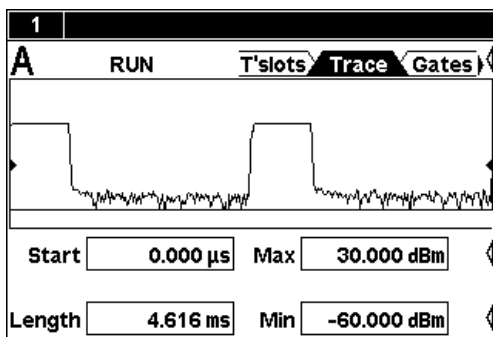 1
A RUN T'slots Trace Gates
Start 0.000 µs Max 30.000 dBm
Length 4.616 ms Min -60.000 dBm